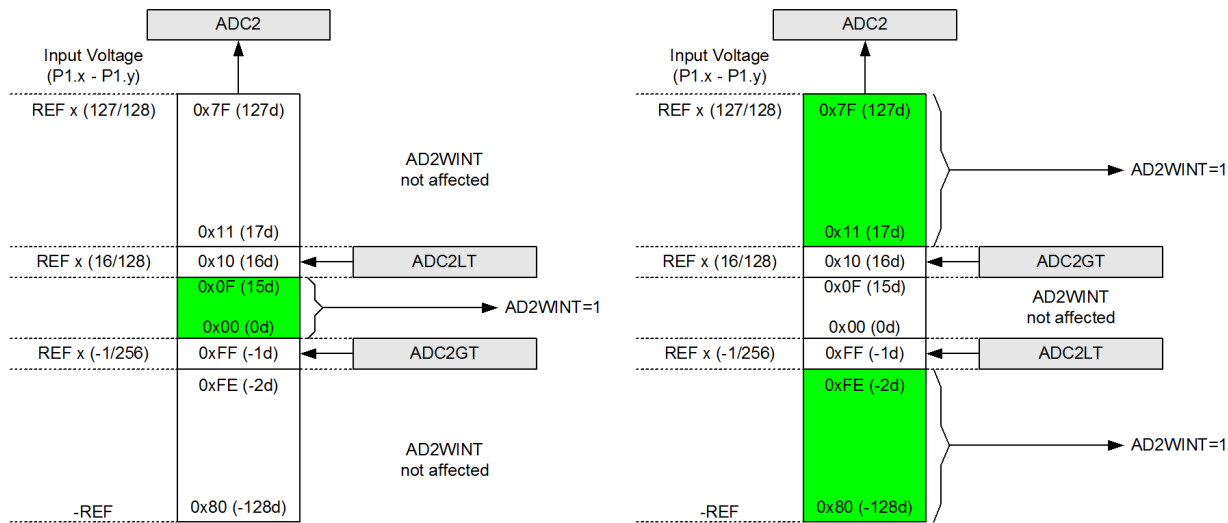 ADC2
Input Voltage
(P1.x - P1.y)
REF x (127/128)
0x7F (127d)
AD2WINT
not affected
0x11 (17d)
REF x (16/128)
0x10 (16d)
ADC2LT
0x0F (15d)
AD2WINT=1
0x00 (0d)
REF x (-1/256)
0xFF (-1d)
ADC2GT
0xFE (-2d)
AD2WINT
not affected
-REF
0x80 (-128d)
ADC2
Input Voltage
(P1.x - P1.y)
REF x (127/128)
0x7F (127d)
AD2WINT=1
0x11 (17d)
REF x (16/128)
0x10 (16d)
ADC2GT
0x0F (15d)
AD2WINT
not affected
0x00 (0d)
REF x (-1/256)
0xFF (-1d)
ADC2LT
0xFE (-2d)
AD2WINT=1
-REF
0x80 (-128d)